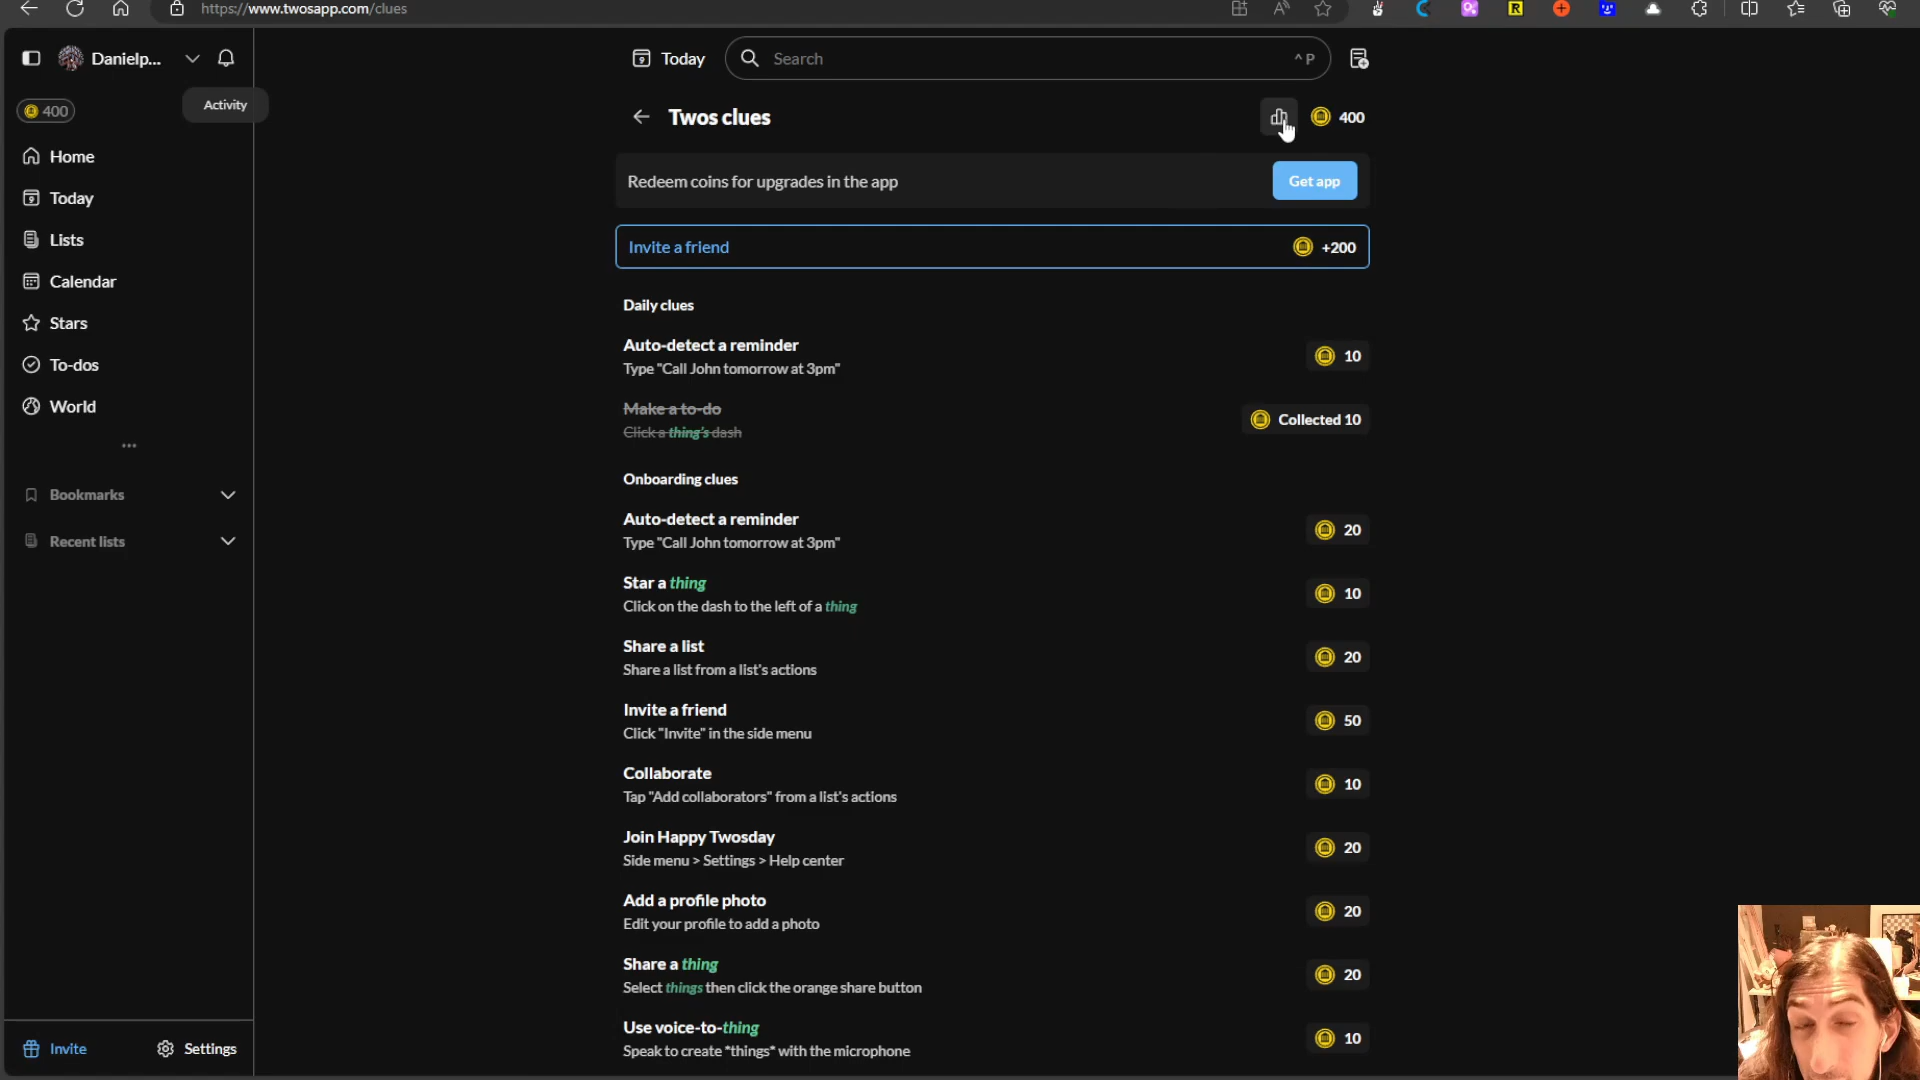 https://www.twosapp.com/clues
Danielp...
400
Activity
Home
Today
Lists
Calendar
Stars
To-dos
World
Bookmarks
Recent lists
Invite
Settings
Today
Search
^ P
Twos clues
400
Redeem coins for upgrades in the app
Get app
Invite a friend
+200
Daily clues
Auto-detect a reminder
Type "Call John tomorrow at 3pm"
10
Make a to-do
Click a thing's dash
Collected 10
Onboarding clues
Auto-detect a reminder
Type "Call John tomorrow at 3pm"
20
Star a thing
Click on the dash to the left of a thing
10
Share a list
Share a list from a list's actions
20
Invite a friend
Click "Invite" in the side menu
50
Collaborate
Tap "Add collaborators" from a list's actions
10
Join Happy Twosday
Side menu > Settings > Help center
20
Add a profile photo
Edit your profile to add a photo
20
Share a thing
Select things then click the orange share button
20
Use voice-to-thing
Speak to create *things* with the microphone
10